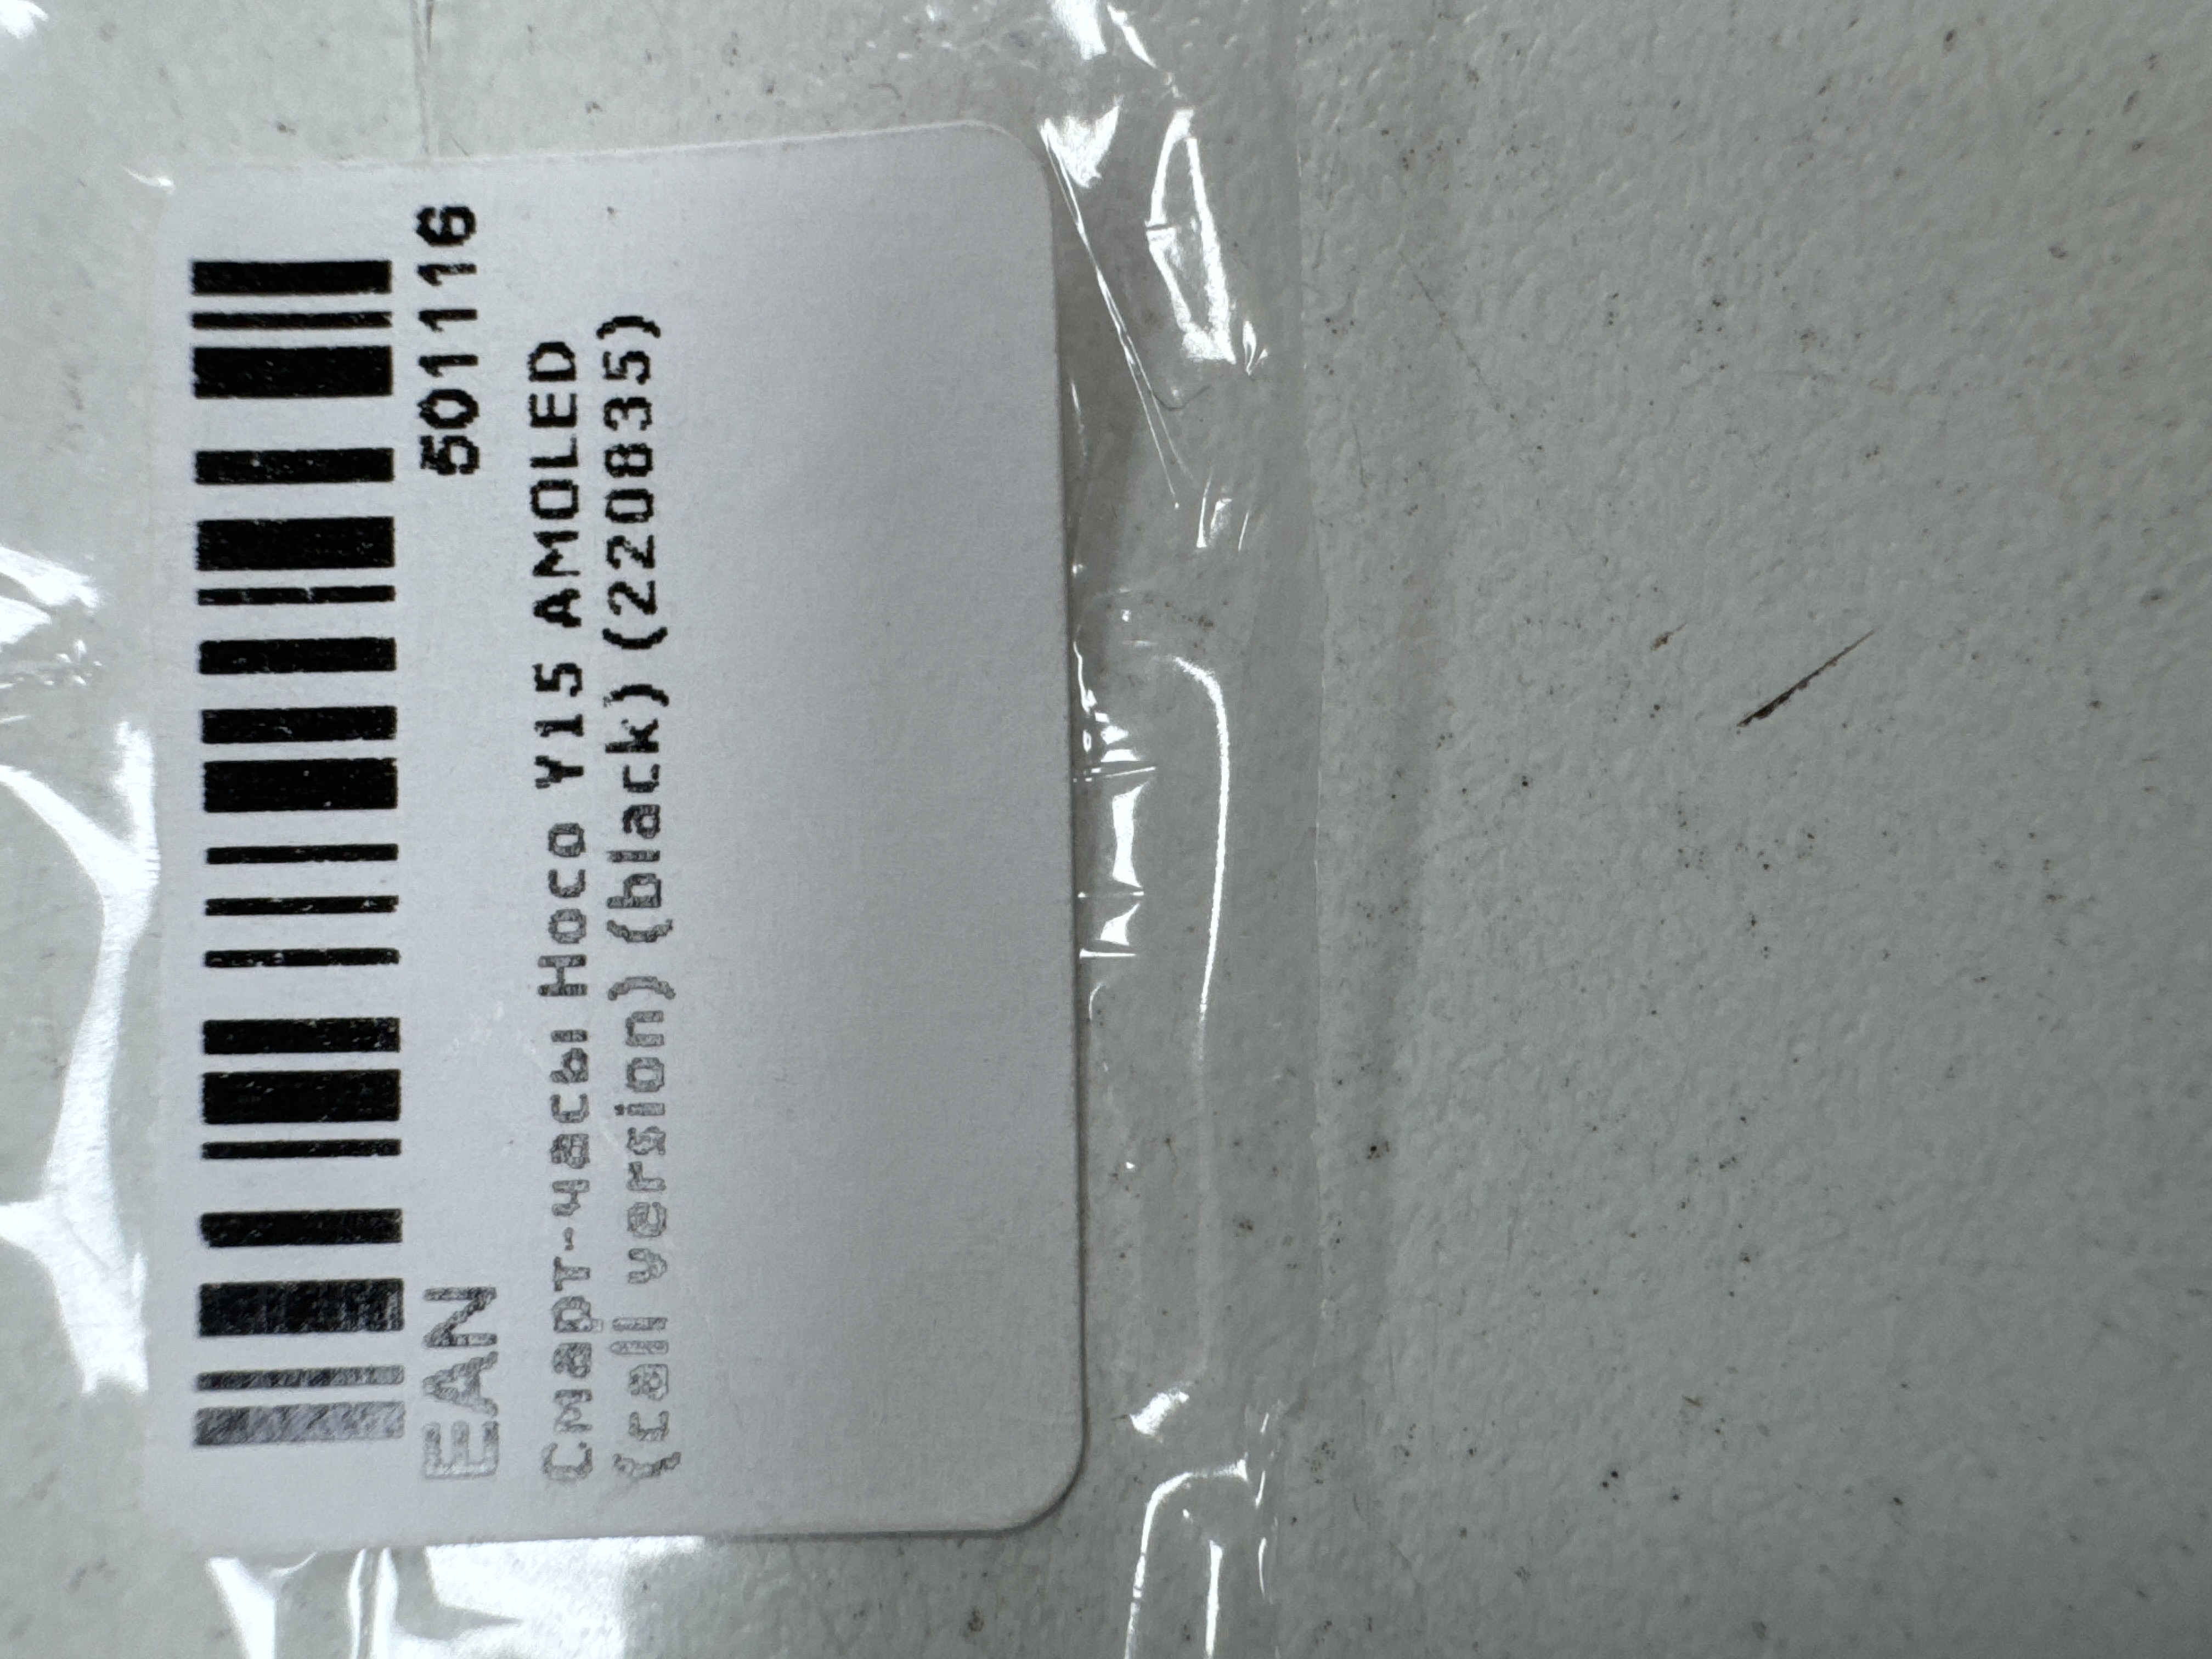 EAN 501116
Смарт-часы Hoco Y15 AMOLED
(call version) (black) (220835)